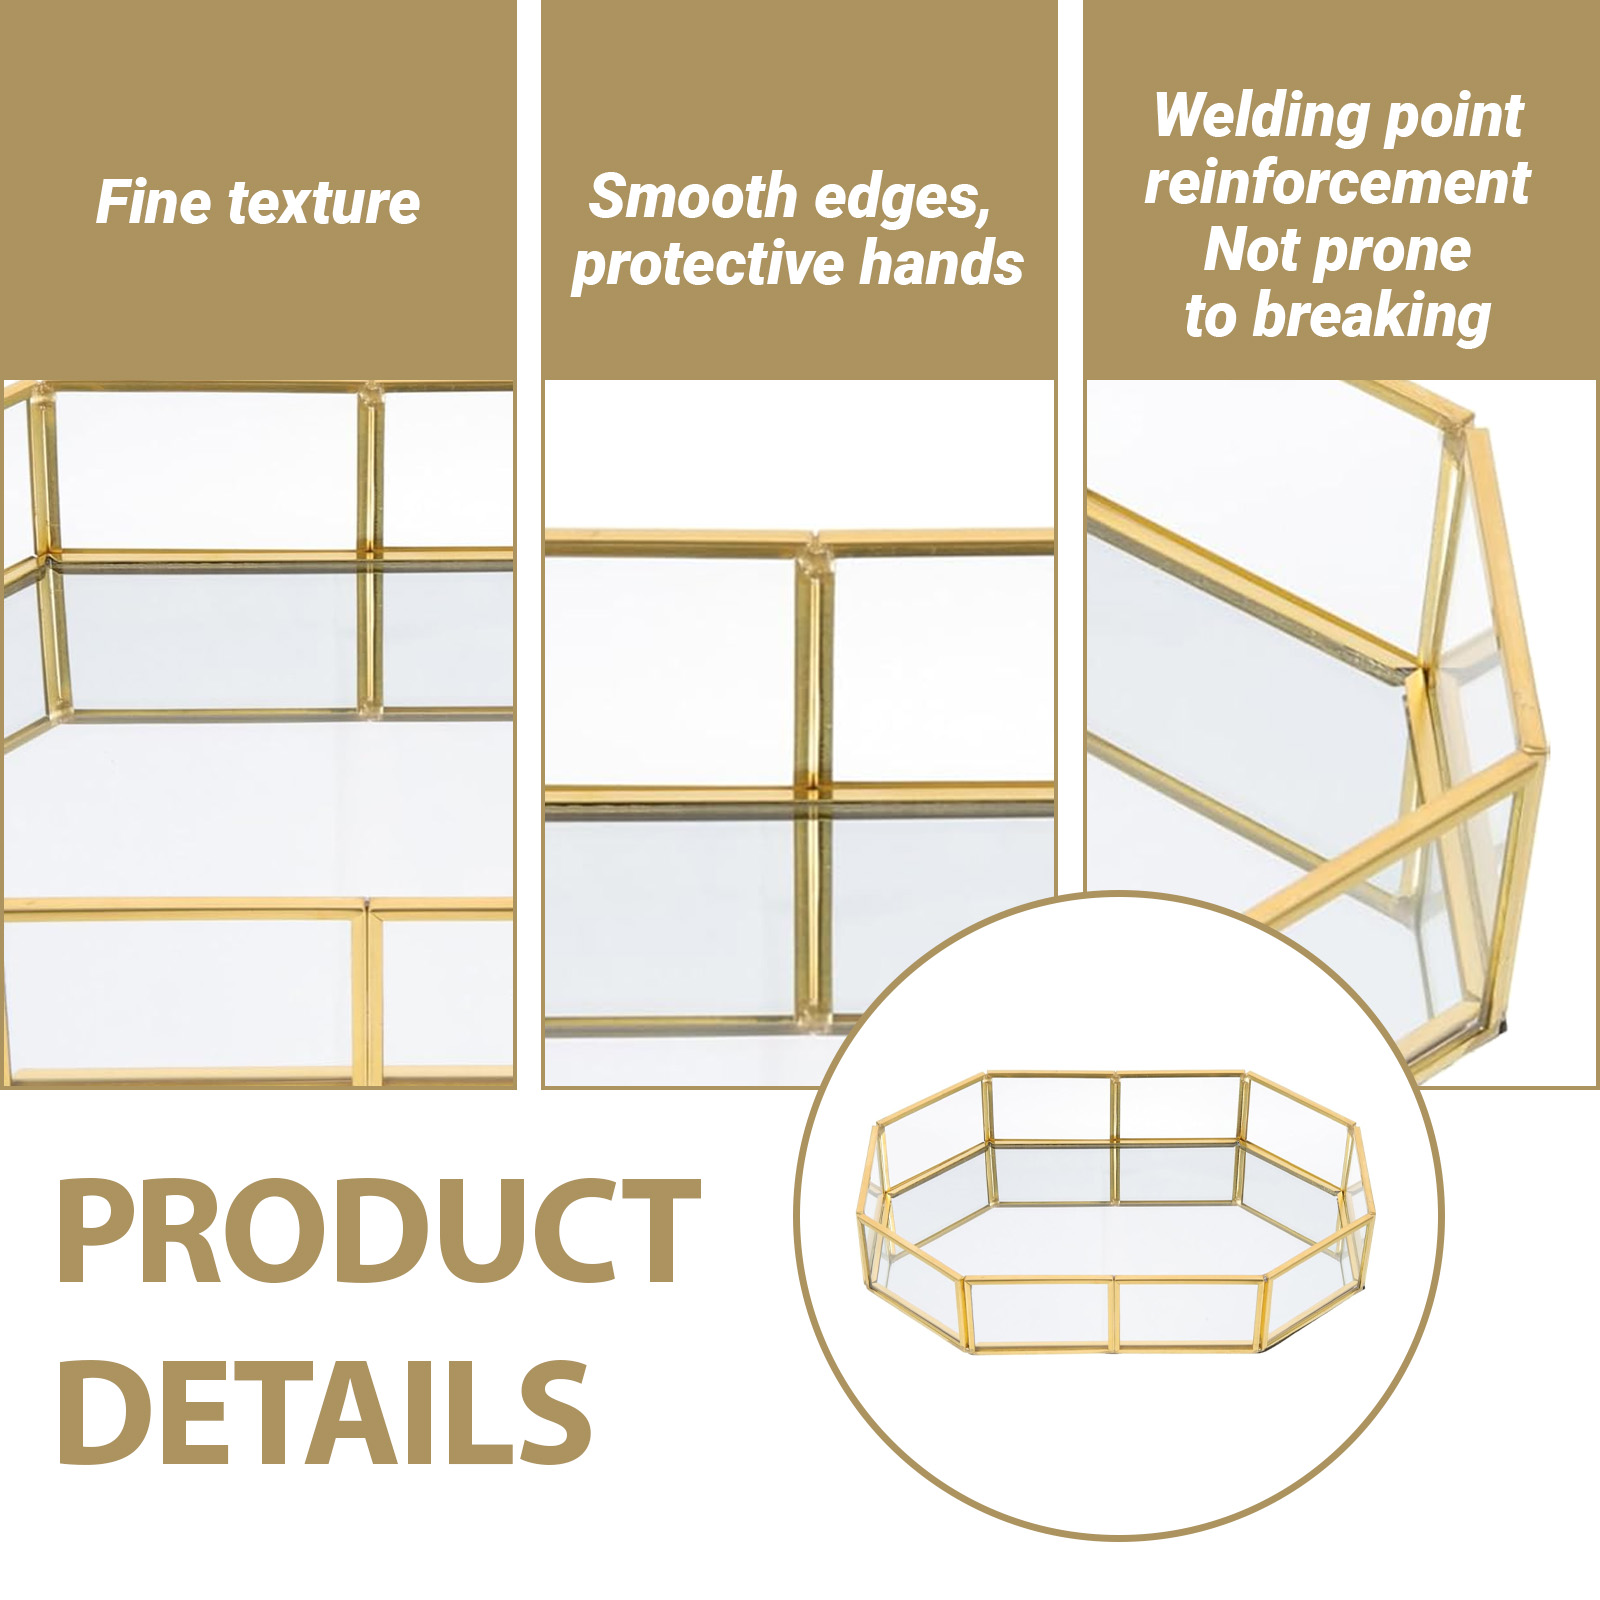 Fine texture
Smooth edges,
protective hands
Welding point
reinforcement
Not prone
to breaking
PRODUCT
DETAILS